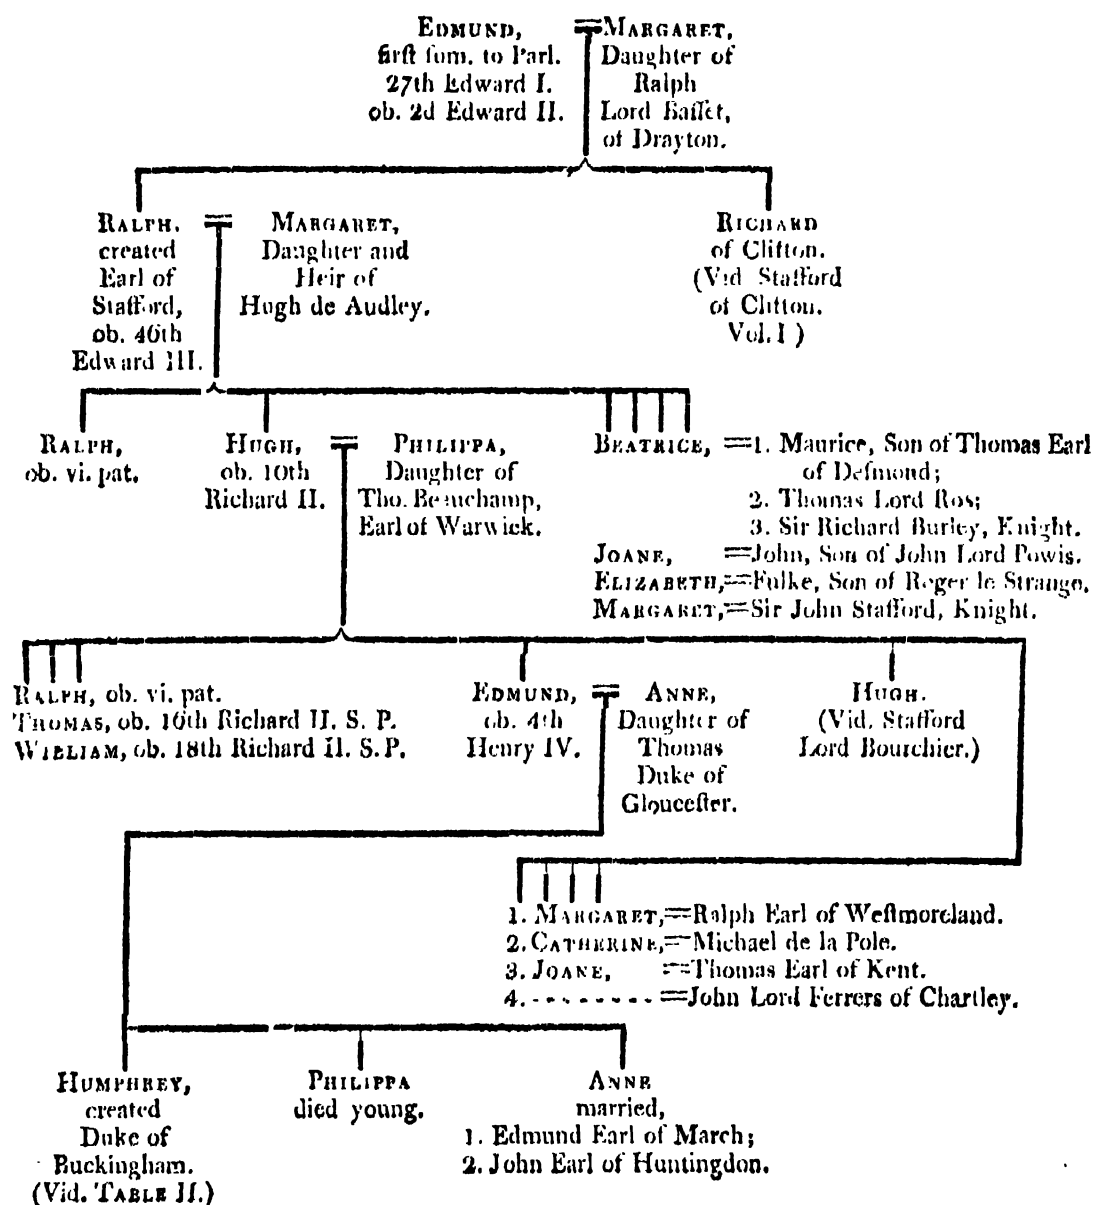 EDMUND,
firſt ſum. to Parl.
27th Edward I.
ob. 2d Edward II.
=MARGARET,
Daughter of
Ralph
Lord Baſſet,
of Drayton.
RALPH,
created
Earl of
Stafford,
ob. 46th
Edward III.
=
MARGARET,
Daughter and
Heir of
Hugh de Audley.
RICHARD
of Clifton.
(Vid Stafford
of Clifton.
Vol. I )
RALPH,
ob. vi. pat.
HUGH,
ob. 10th
Richard II.
=
PHILIPPA,
Daughter of
Tho. Beauchamp,
Earl of Warwick.
BEATRICE, =1. Maurice, Son of Thomas Earl
of Deſmond;
2. Thomas Lord Ros;
3. Sir Richard Burley, Knight.
JOANE, =John, Son of John Lord Powis.
ELIZABETH,=Fulke, Son of Roger le Strange.
MARGARET,=Sir John Stafford, Knight.
RALPH, ob. vi. pat.
THOMAS, ob. 16th Richard II. S. P.
WILLIAM, ob. 18th Richard II. S. P.
EDMUND,
ob. 4th
Henry IV.
=
ANNE,
Daughter of
Thomas
Duke of
Glouceſter.
HUGH.
(Vid. Stafford
Lord Bourchier.)
1. MARGARET,=Ralph Earl of Weſtmoreland.
2. CATHERINE,=Michael de la Pole.
3. JOANE, =Thomas Earl of Kent.
4. - - - - - - - =John Lord Ferrers of Chartley.
HUMPHREY,
created
Duke of
Buckingham.
(Vid. TABLE II.)
PHILIPPA
died young.
ANNE
married,
1. Edmund Earl of March;
2. John Earl of Huntingdon.